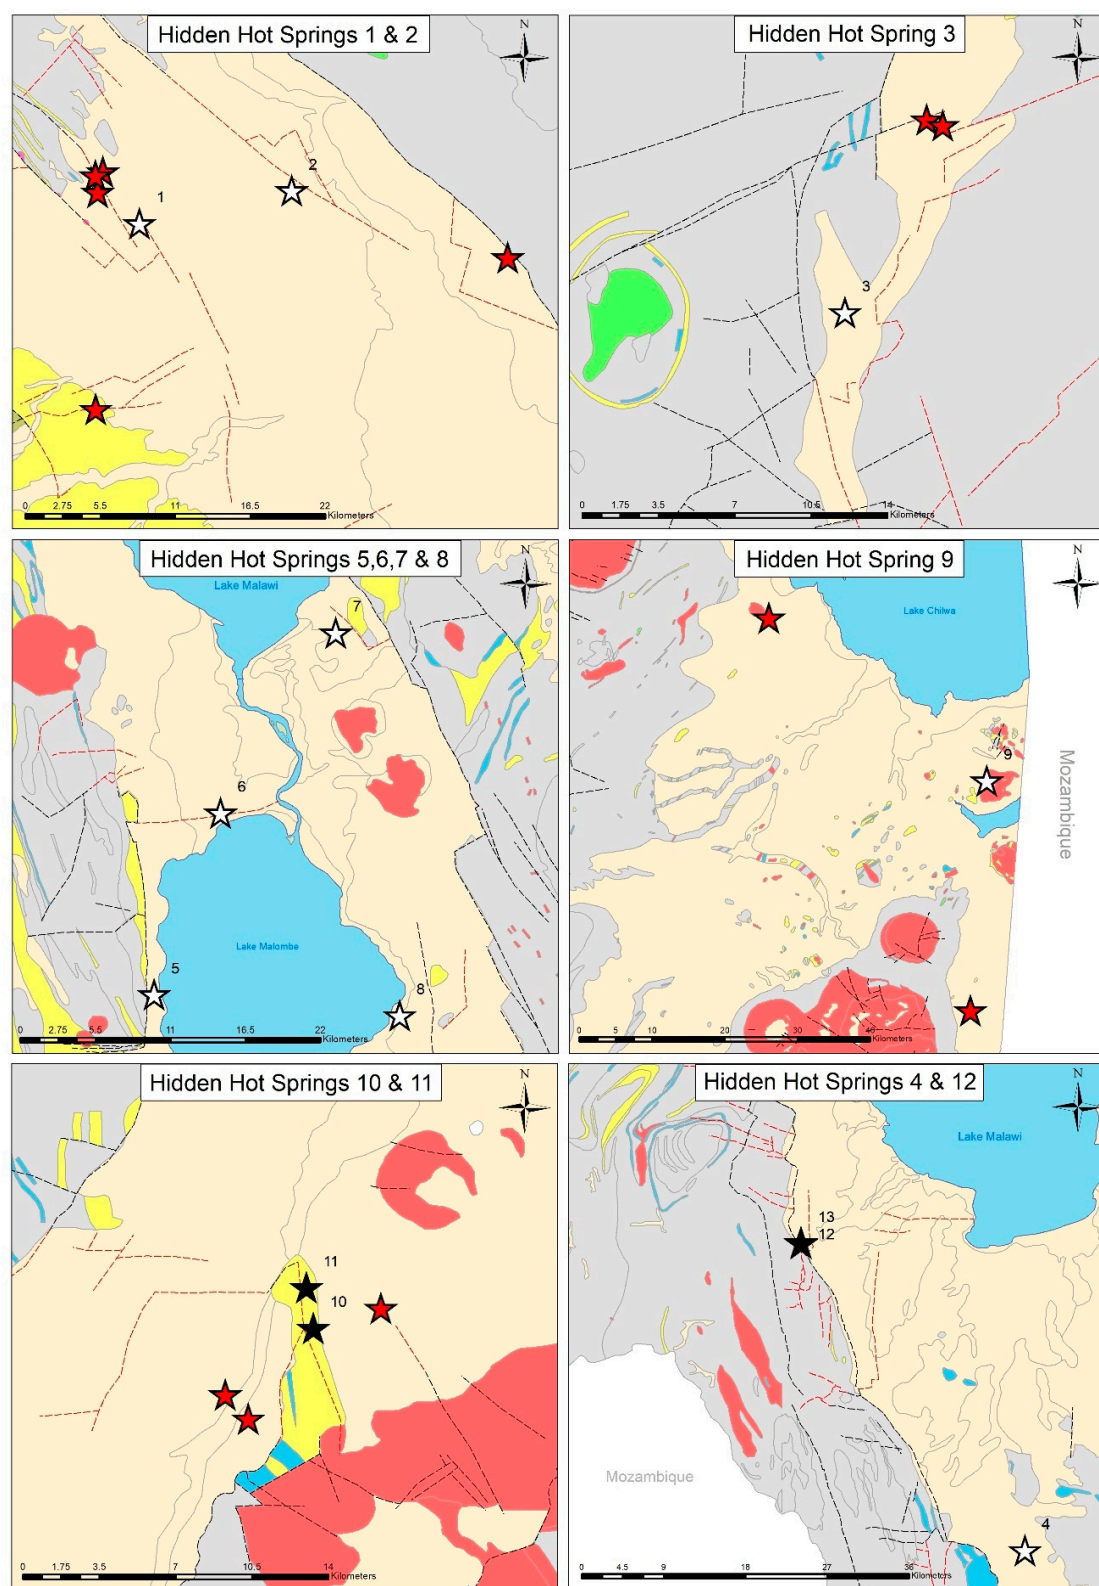 Hidden Hot Springs 1 & 2
N
1
2
0 2.75 5.5 11 16.5 22
Kilometers
Hidden Hot Spring 3
N
3
0 1.75 3.5 7 10.5 14
Kilometers
Hidden Hot Springs 5,6,7 & 8
N
Lake Malawi
7
6
Lake Malombe
5
8
0 2.75 5.5 11 16.5 22
Kilometers
Hidden Hot Spring 9
N
Lake Chilwa
9
Mozambique
0 5 10 20 30 40
Kilometers
Hidden Hot Springs 10 & 11
N
11
10
0 1.75 3.5 7 10.5 14
Kilometers
Hidden Hot Springs 4 & 12
N
Lake Malawi
13
12
Mozambique
4
0 4.5 9 18 27 36
Kilometers